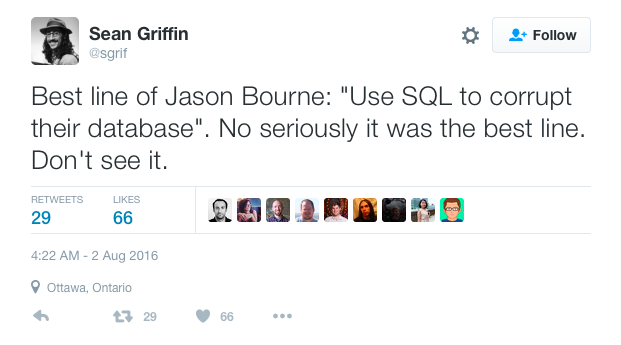 Sean Griffin
@sgrif
Follow
Best line of Jason Bourne: "Use SQL to corrupt
their database". No seriously it was the best line.
Don't see it.
RETWEETS LIKES
29 66
4:22 AM - 2 Aug 2016
Ottawa, Ontario
29 66